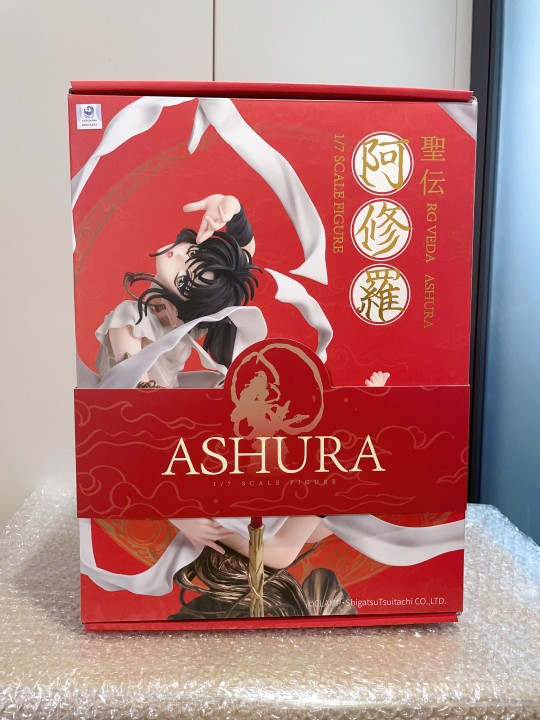 聖伝
RG VEDA ASHURA
阿修羅
1/7 SCALE FIGURE
ASHURA
1/7 SCALE FIGURE
©CLAMP・ShigatsuTsuitachi CO.,LTD.